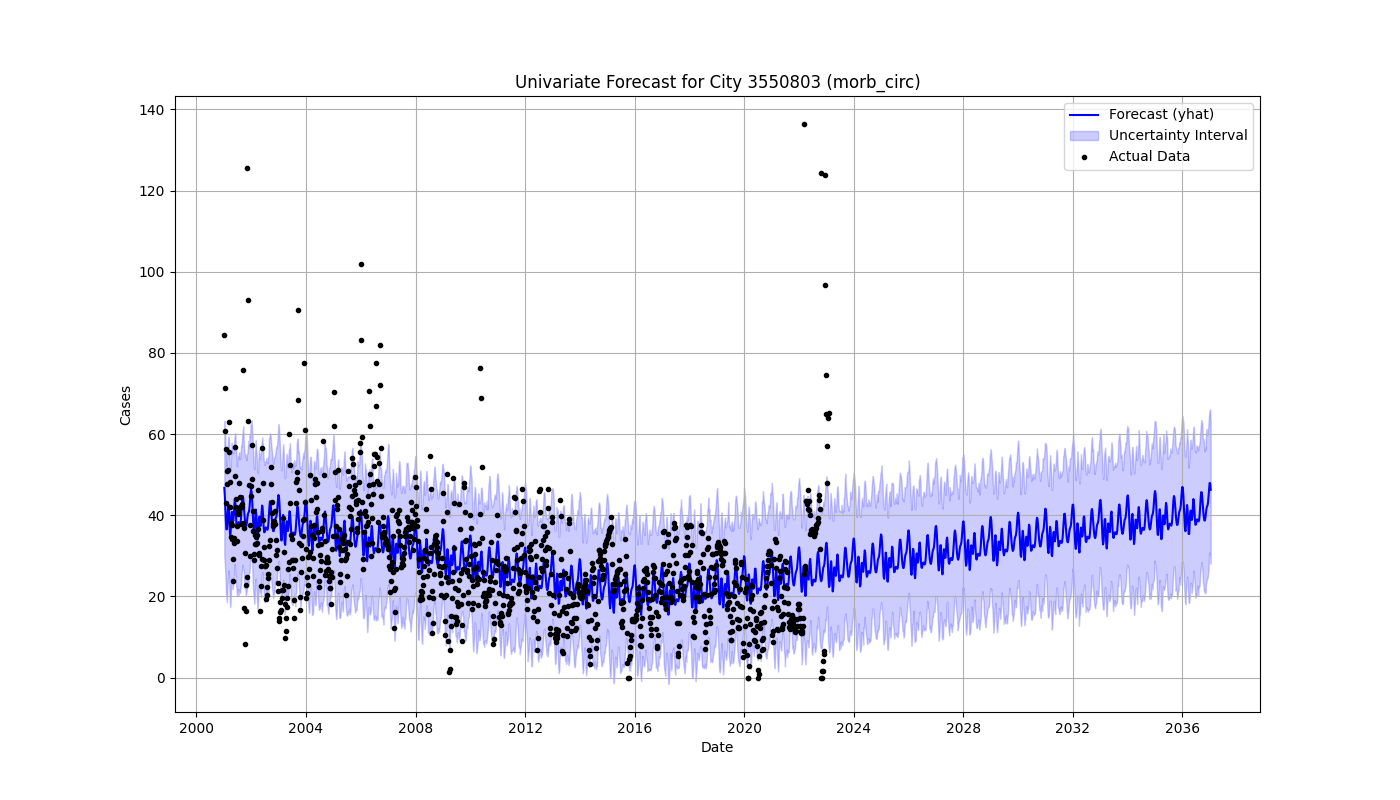 Univariate Forecast for City 3550803 (morb_circ)
Forecast (yhat)
Uncertainty Interval
Actual Data
140
120
100
80
60
40
20
0
Cases
2000 2004 2008 2012 2016 2020 2024 2028 2032 2036
Date